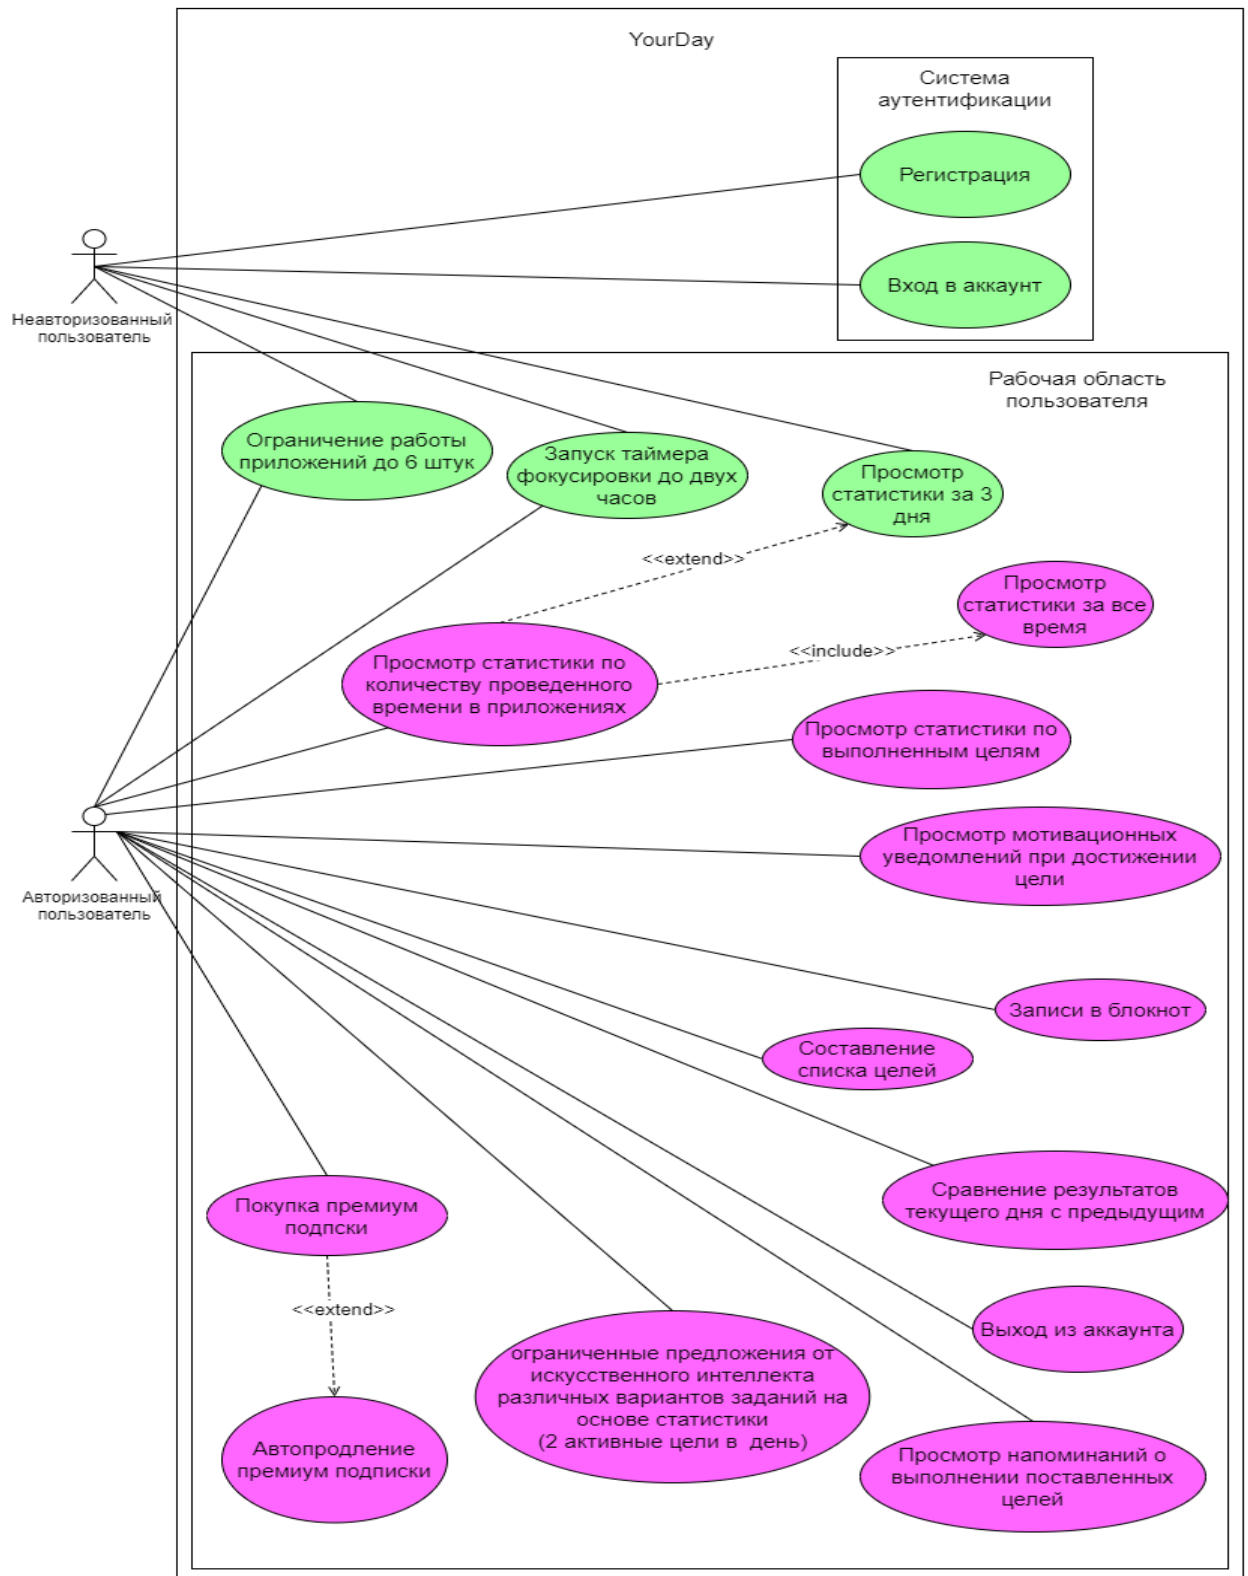 YourDay
Система
аутентификации
Регистрация
Вход в аккаунт
Неавторизованный
пользователь
Рабочая область
пользователя
Ограничение работы
приложений до 6 штук
Запуск таймера
фокусировки до двух
часов
Просмотр
статистики за 3
дня
<<extend>>
Просмотр
статистики за все
время
<<include>>
Просмотр статистики по
количеству проведенного
времени в приложениях
Просмотр статистики по
выполненным целям
Авторизованный
пользователь
Просмотр мотивационных
уведомлений при достижении
цели
Записи в блокнот
Составление
списка целей
Сравнение результатов
текущего дня с предыдущим
Покупка премиум
подпски
<<extend>>
Выход из аккаунта
ограниченные предложения от
искусственного интеллекта
различных вариантов заданий на
основе статистики
(2 активные цели в  день)
Автопродление
премиум подписки
Просмотр напоминаний о
выполнении поставленных
целей